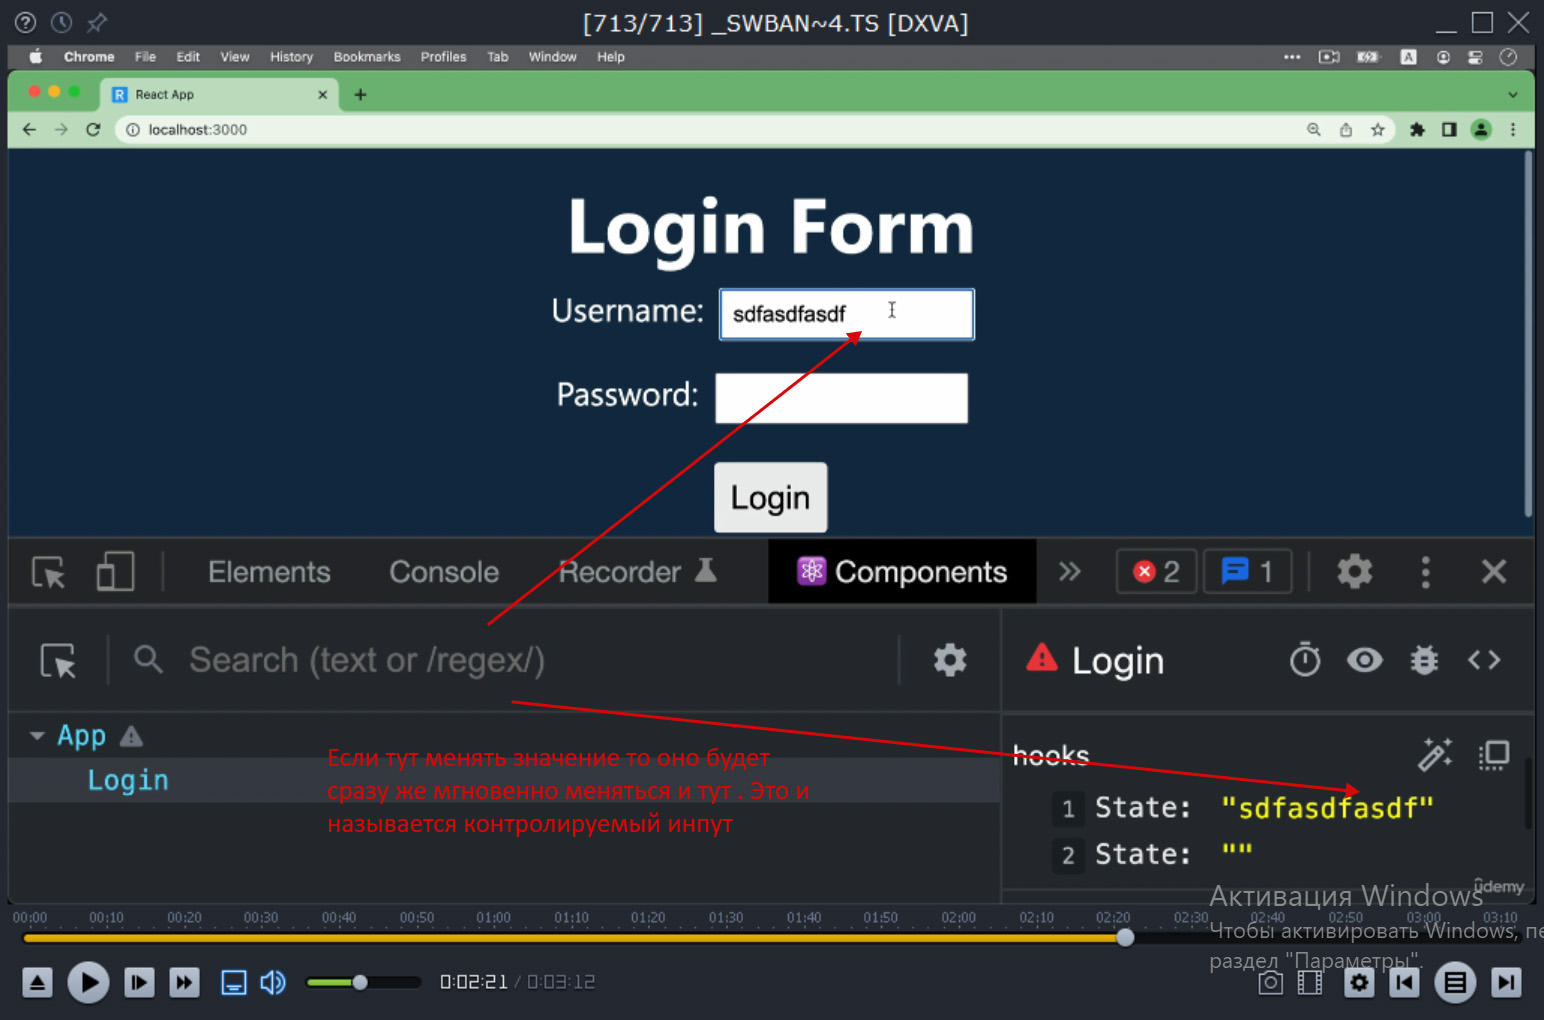 [713/713] _SWBAN~4.TS [DXVA]
Chrome File Edit View History Bookmarks Profiles Tab Window Help
A
R React App
localhost:3000
Login Form
Username: sdfasdfasdf
Password:
Login
Elements Console Recorder Components 2 1
Search (text or /regex/)
Login
App
Login
Если тут менять значение то оно будет
сразу же мгновенно меняться и тут . Это и
называется контролируемый инпут
hooks
1 State: "sdfasdfasdf"
2 State: ""
ûdemy
Активация Windows
Чтобы активировать Windows, пе
раздел "Параметры".
00:00 00:10 00:20 00:30 00:40 00:50 01:00 01:10 01:20 01:30 01:40 01:50 02:00 02:10 02:20 02:30 02:40 02:50 03:00 03:10
0:02:21 / 0:03:12